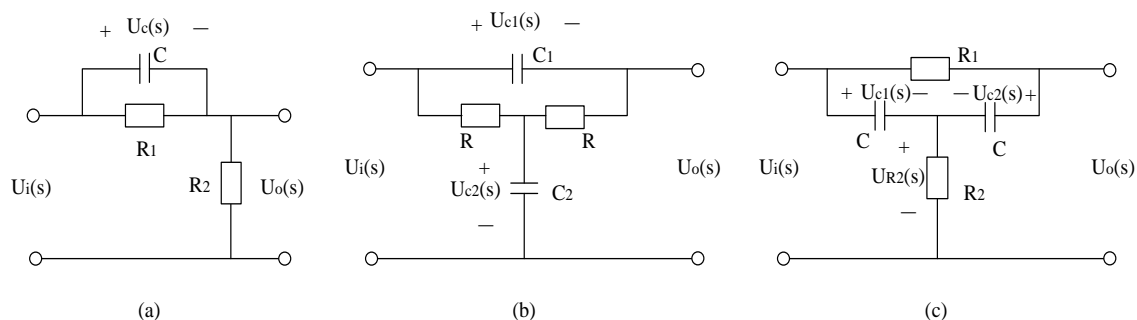 + Uc(s) —
C
R1
Ui(s)
R2
Uo(s)
(a)
+ Uc1(s) —
C1
R
R
Ui(s)
+
Uc2(s)
—
C2
Uo(s)
(b)
R1
+ Uc1(s) —
— Uc2(s) +
C
C
Ui(s)
+
UR2(s)
—
R2
Uo(s)
(c)